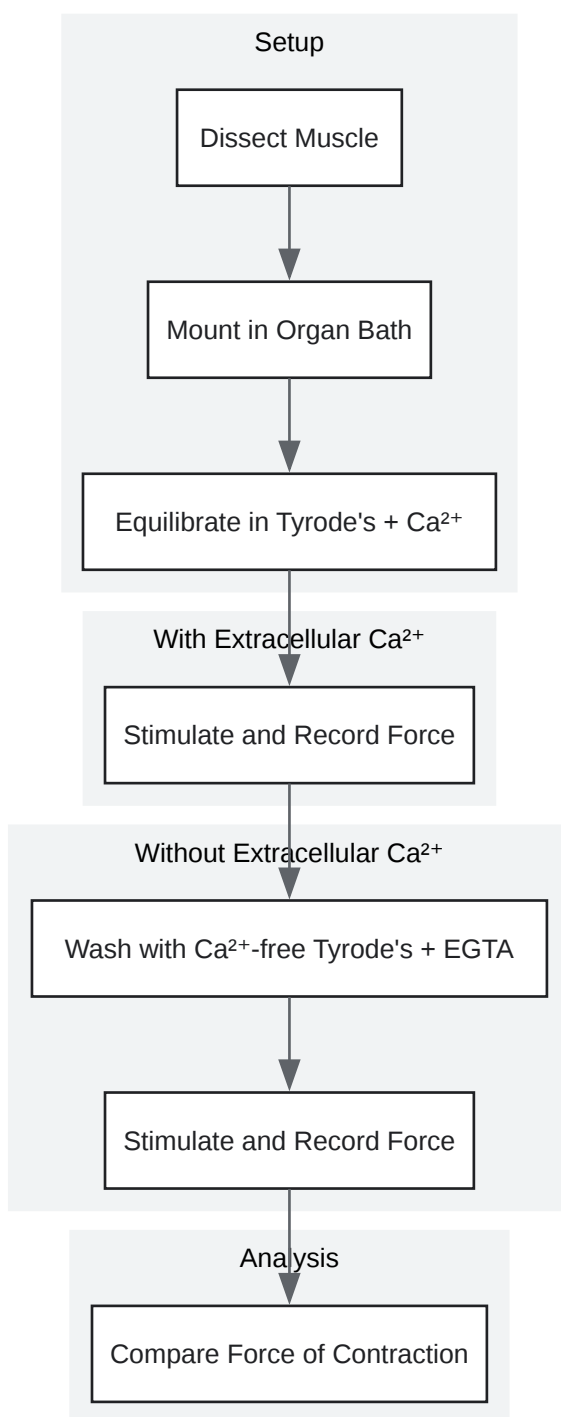 Setup
Dissect Muscle
Mount in Organ Bath
Equilibrate in Tyrode's + Ca²⁺
With Extracellular Ca²⁺
Stimulate and Record Force
Without Extracellular Ca²⁺
Wash with Ca²⁺-free Tyrode's + EGTA
Stimulate and Record Force
Analysis
Compare Force of Contraction